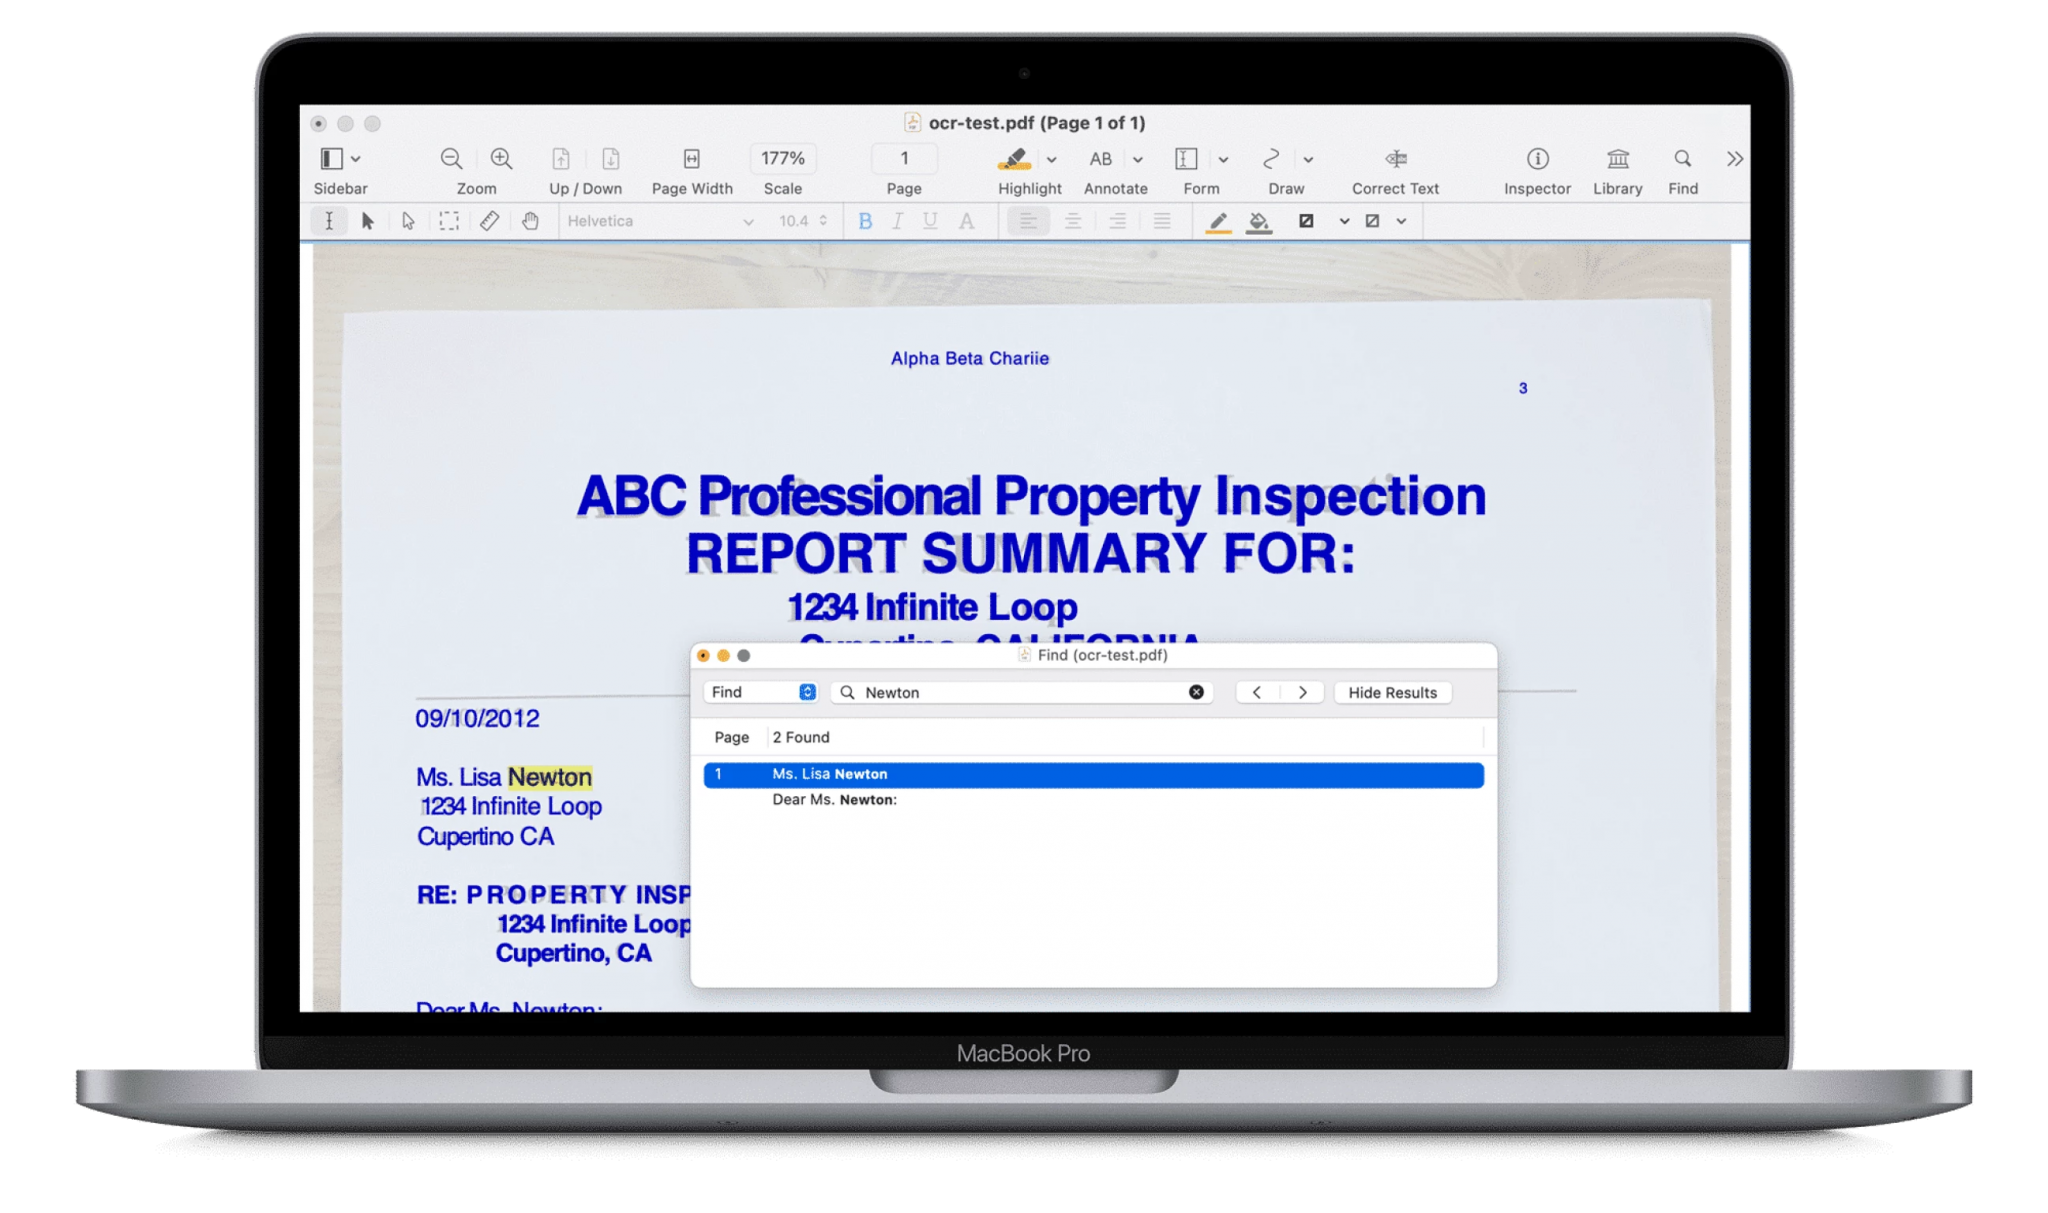 ocr-test.pdf (Page 1 of 1)
177%
1
AB
Sidebar
Zoom
Up / Down
Page Width
Scale
Page
Highlight
Annotate
Form
Draw
Correct Text
Inspector
Library
Find
Helvetica
10.4
B I U A
Alpha Beta Chariie
3
ABC Professional Property Inspection
REPORT SUMMARY FOR:
1234 Infinite Loop
Cupertino, CALIFORNIA
09/10/2012
Ms. Lisa Newton
1234 Infinite Loop
Cupertino CA
RE: PROPERTY INSP
1234 Infinite Loop
Cupertino, CA
Dear Ms. Newton:
Find (ocr-test.pdf)
Find
Newton
Hide Results
Page
2 Found
1
Ms. Lisa Newton
Dear Ms. Newton:
MacBook Pro